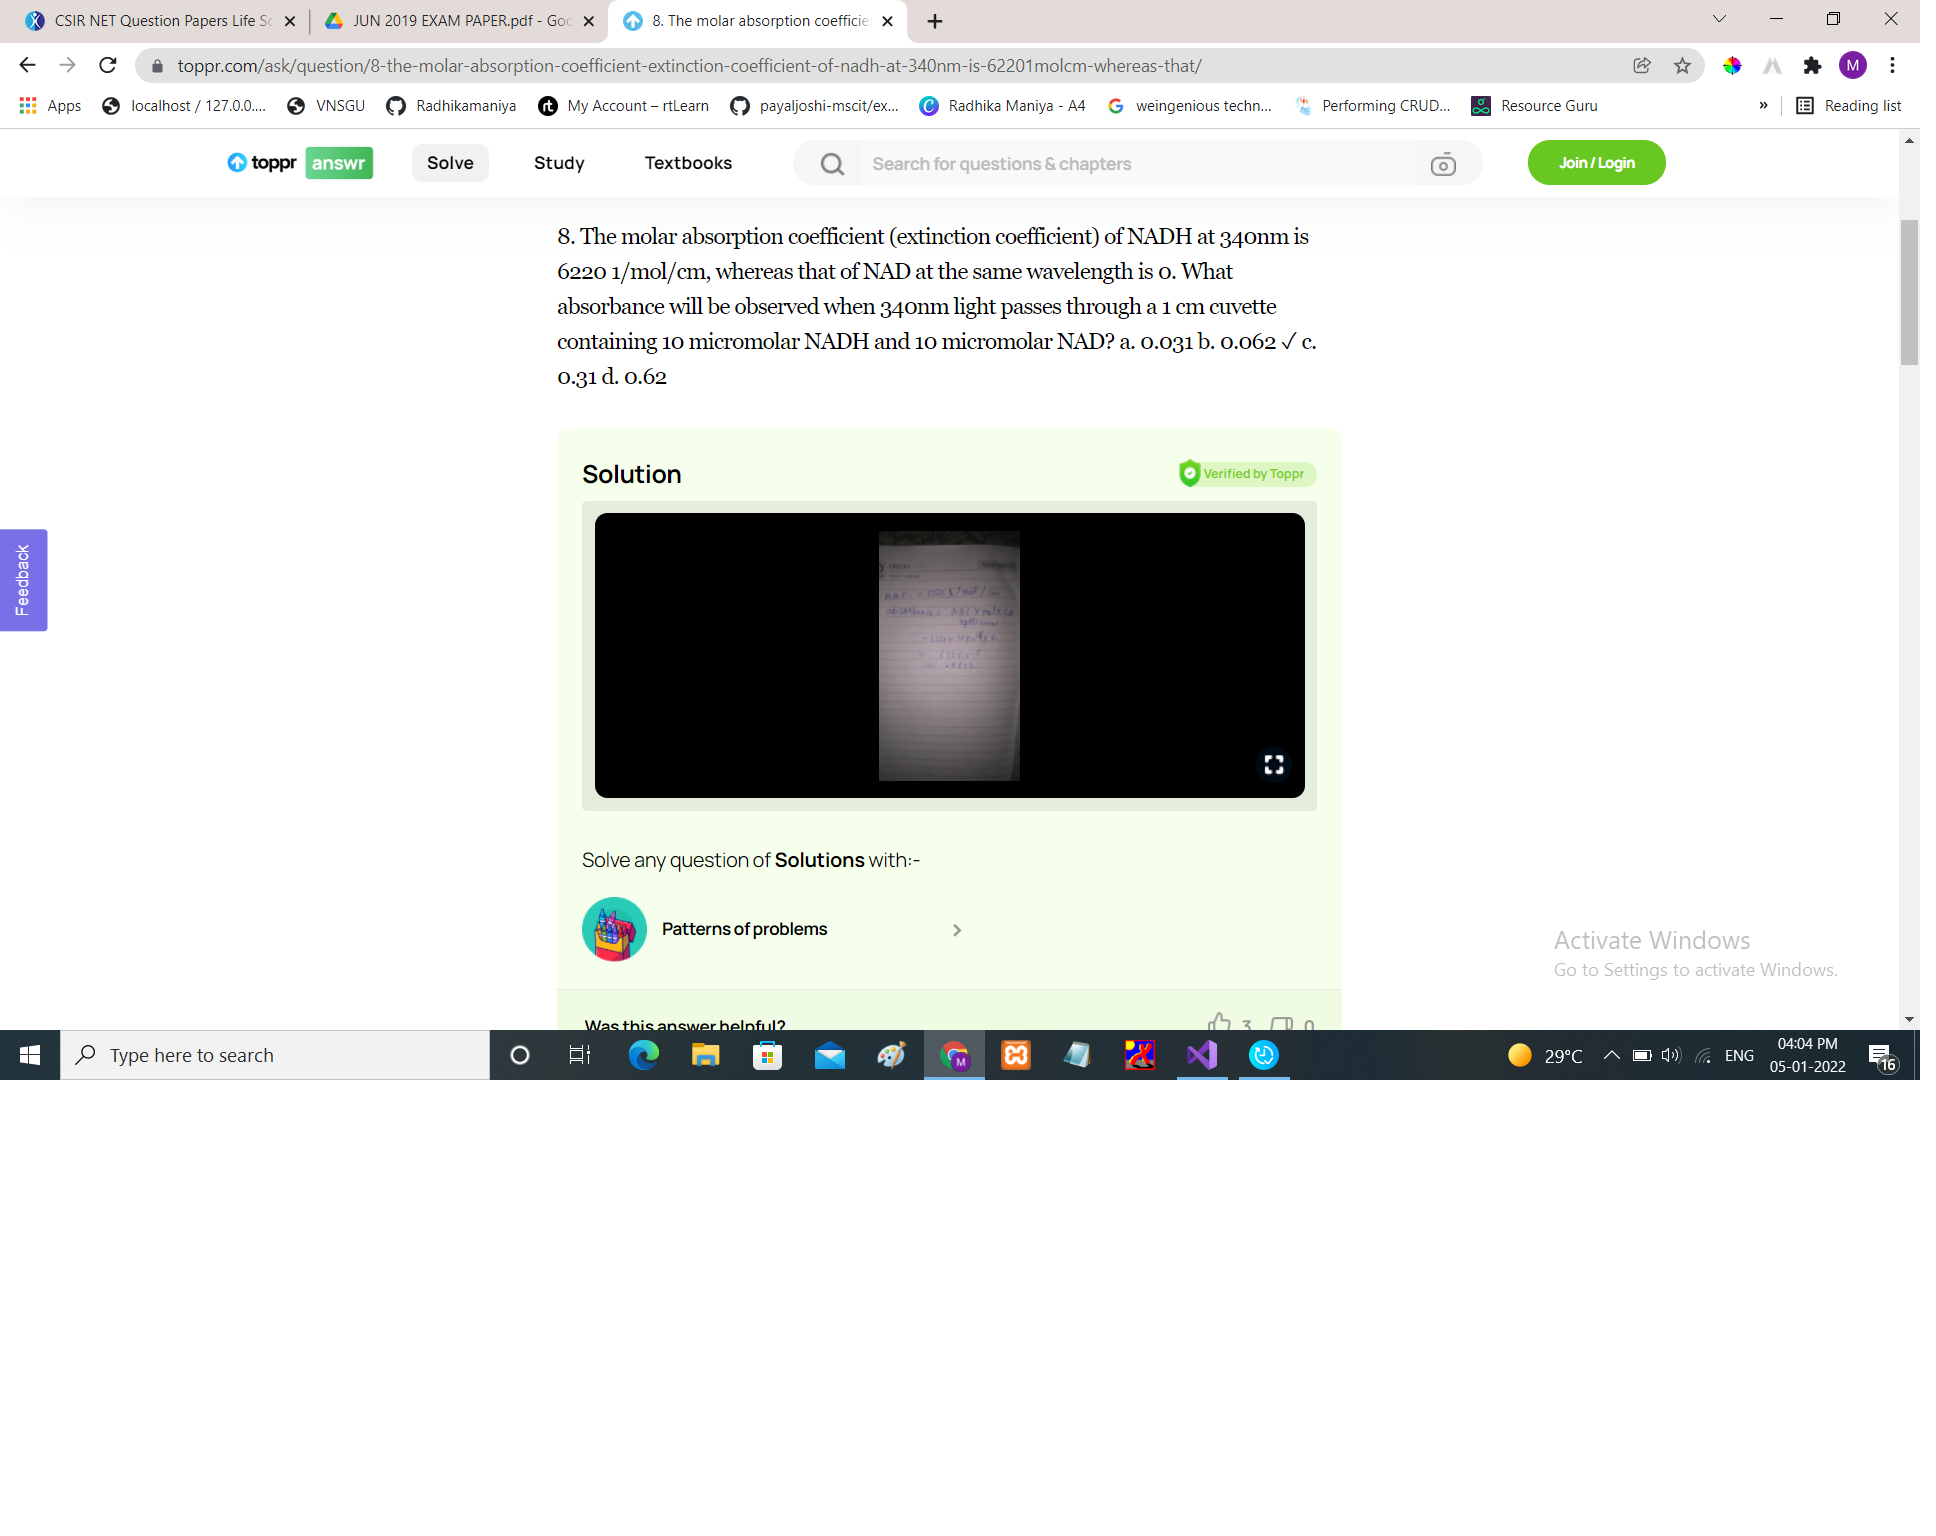 CSIR NET Question Papers Life Sc
JUN 2019 EXAM PAPER.pdf - Goo
8. The molar absorption coefficie
toppr.com/ask/question/8-the-molar-absorption-coefficient-extinction-coefficient-of-nadh-at-340nm-is-62201molcm-whereas-that/
M
Apps
localhost / 127.0.0....
VNSGU
Radhikamaniya
rt
My Account – rtLearn
payaljoshi-mscit/ex...
Radhika Maniya - A4
weingenious techn...
Performing CRUD...
Resource Guru
»
Reading list
toppr answr
Solve
Study
Textbooks
Search for questions & chapters
Join / Login
8. The molar absorption coefficient (extinction coefficient) of NADH at 340nm is
6220 1/mol/cm, whereas that of NAD at the same wavelength is 0. What
absorbance will be observed when 340nm light passes through a 1 cm cuvette
containing 10 micromolar NADH and 10 micromolar NAD? a. 0.031 b. 0.062 ✓ c.
0.31 d. 0.62
Solution
Verified by Toppr
absorbance =
Feedback
Solve any question of Solutions with:-
Patterns of problems
Was this answer helpful?
3
0
Activate Windows
Go to Settings to activate Windows.
Type here to search
M
29°C
ENG
04:04 PM
05-01-2022
16